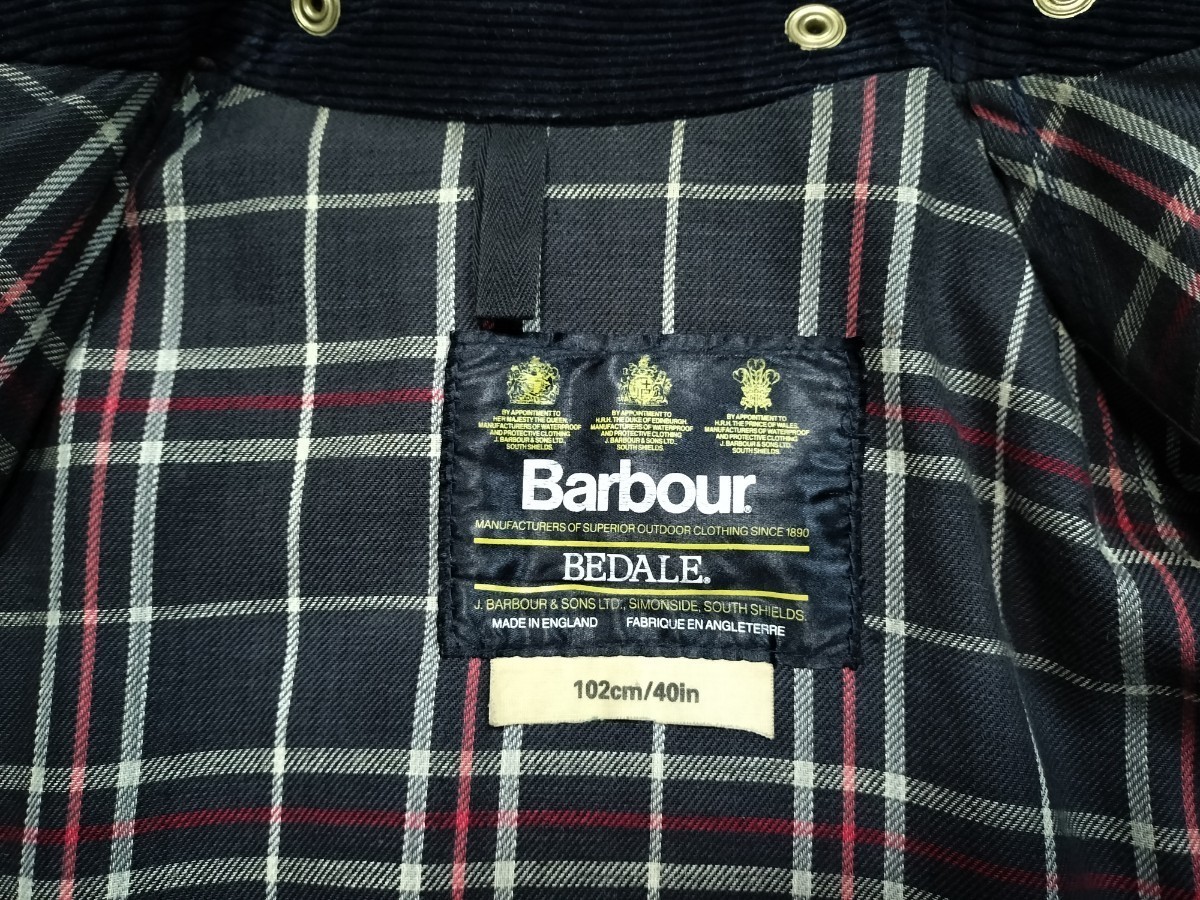 BY APPOINTMENT TO
HER MAJESTY THE QUEEN
MANUFACTURERS OF WATERPROOF
AND PROTECTIVE CLOTHING
J. BARBOUR & SONS LTD.
SOUTH SHIELDS.
BY APPOINTMENT TO
H.R.H. THE DUKE OF EDINBURGH
MANUFACTURERS OF WATERPROOF
AND PROTECTIVE CLOTHING
J. BARBOUR & SONS LTD.
SOUTH SHIELDS.
BY APPOINTMENT TO
H.R.H. THE PRINCE OF WALES
MANUFACTURERS OF WATERPROOF
AND PROTECTIVE CLOTHING
J. BARBOUR & SONS LTD.
SOUTH SHIELDS.
Barbour®
MANUFACTURERS OF SUPERIOR OUTDOOR CLOTHING SINCE 1890
BEDALE®
J. BARBOUR & SONS LTD., SIMONSIDE, SOUTH SHIELDS.
MADE IN ENGLAND FABRIQUE EN ANGLETERRE
102cm/40in